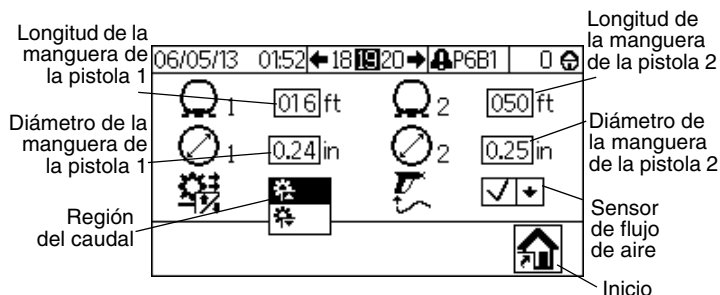 Longitud de la
manguera de
la pistola 1
Longitud de
la manguera
de la pistola 2
06/05/13 01:52 18 19 20 P6B1 0
1 016 ft 2 050 ft
Diámetro de la
manguera de
la pistola 1
Diámetro de
la manguera
de la pistola 2
1 0.24 in 2 0.25 in
Región
del caudal
Sensor
de flujo
de aire
Inicio